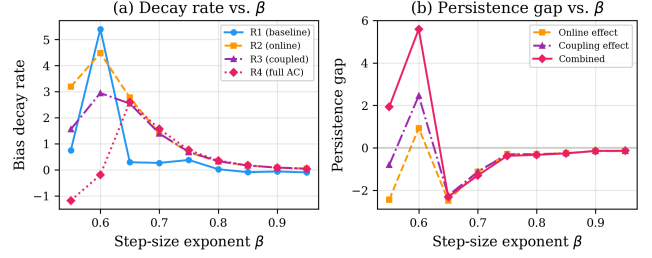 (a) Decay rate vs. β
Bias decay rate
5
4
3
2
1
0
−1
R1 (baseline)
R2 (online)
R3 (coupled)
R4 (full AC)
0.6
0.7
0.8
0.9
Step-size exponent β
(b) Persistence gap vs. β
Persistence gap
6
4
2
0
−2
Online effect
Coupling effect
Combined
0.6
0.7
0.8
0.9
Step-size exponent β